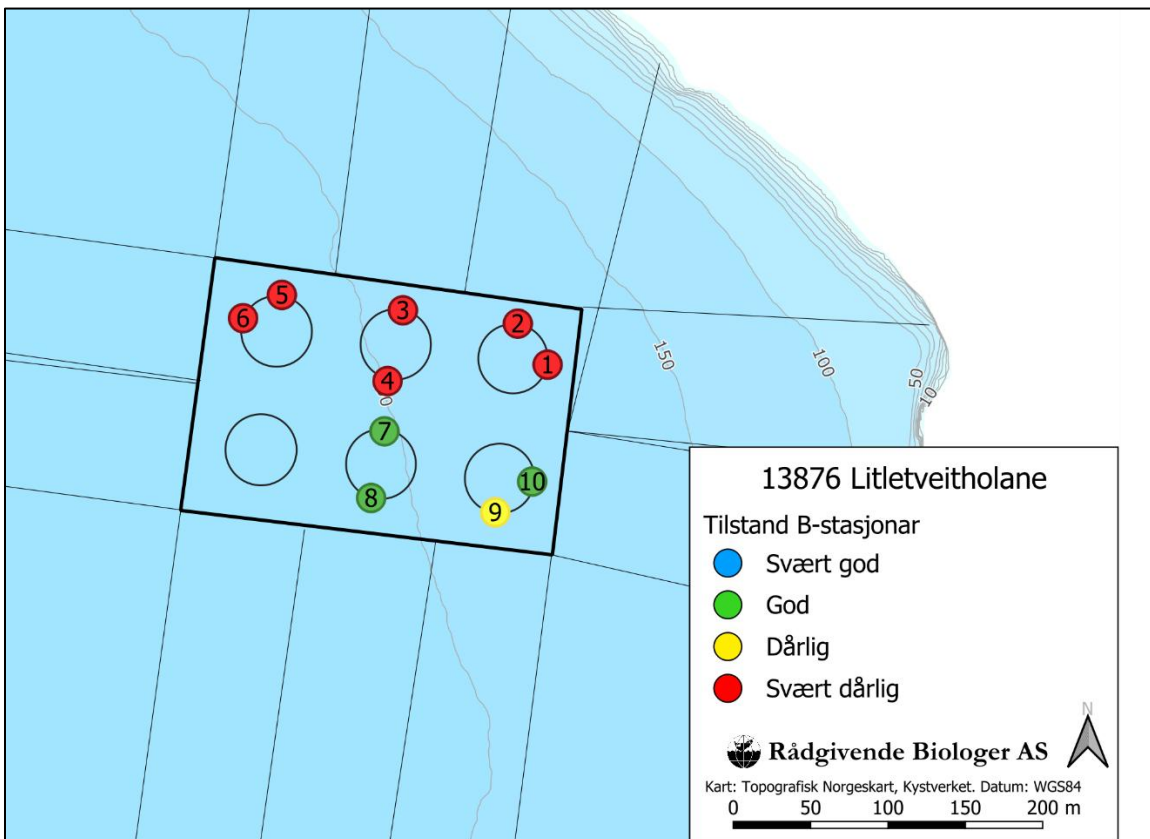 5
3
2
6
1
4
0
7
10
8
9
150
100
50
10
13876 Litletveitholane
Tilstand B-stasjonar
Svært god
God
Dårlig
Svært dårlig
N
Rådgivende Biologer AS
Kart: Topografisk Norgeskart, Kystverket. Datum: WGS84
0 50 100 150 200 m